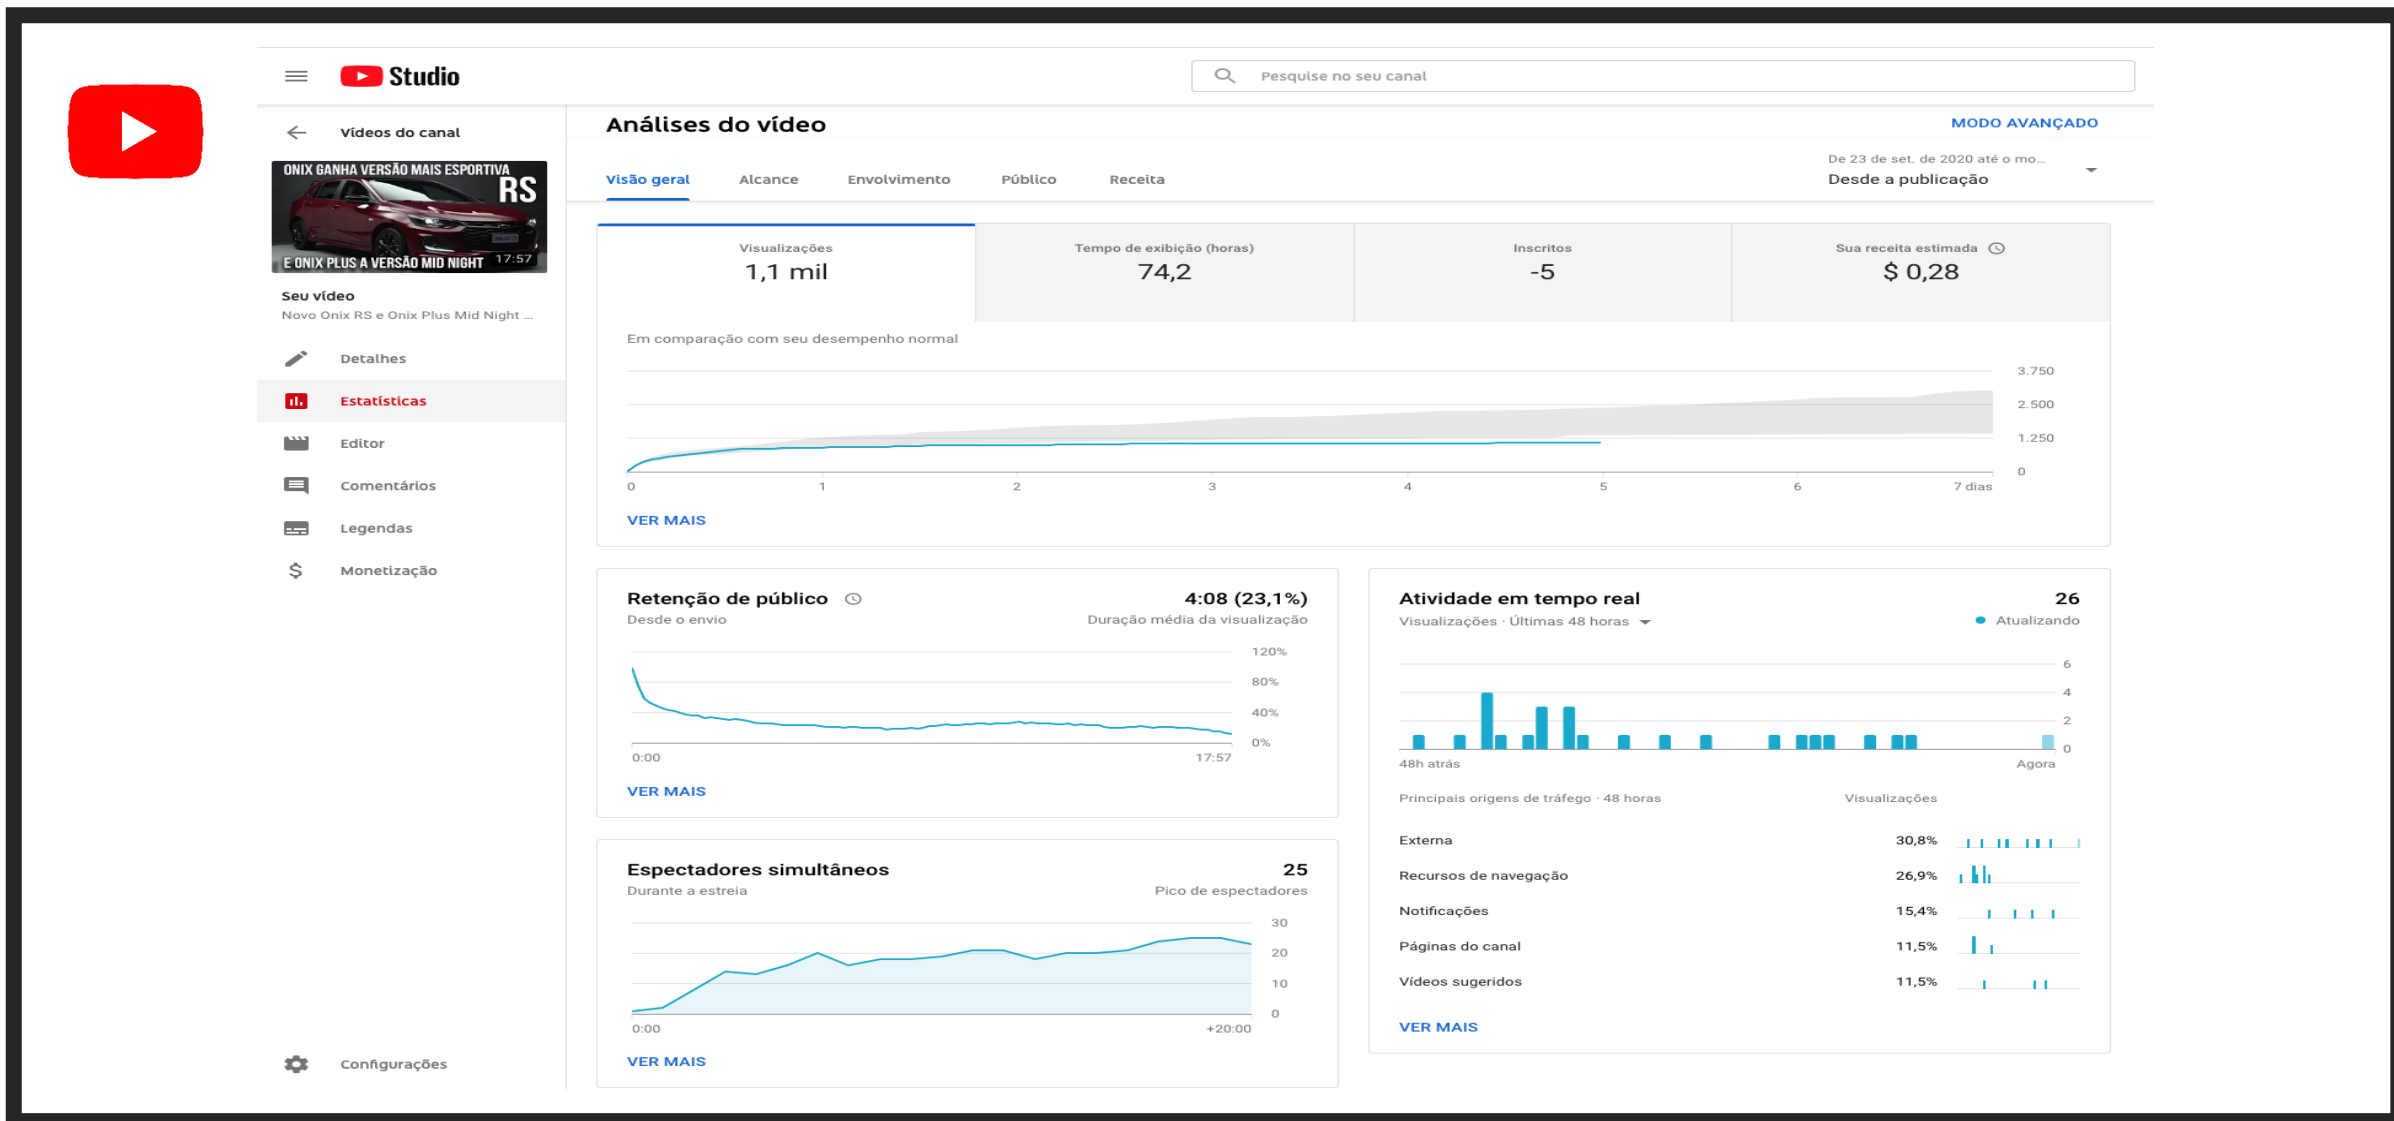 Studio
Pesquise no seu canal
Vídeos do canal
ONIX GANHA VERSÃO MAIS ESPORTIVA
RS
E ONIX PLUS A VERSÃO MID NIGHT
17:57
Seu vídeo
Novo Onix RS e Onix Plus Mid Night ...
Detalhes
Estatísticas
Editor
Comentários
Legendas
Monetização
Configurações
Análises do vídeo
MODO AVANÇADO
Visão geral
Alcance
Envolvimento
Público
Receita
De 23 de set. de 2020 até o mo...
Desde a publicação
Visualizações
1,1 mil
Tempo de exibição (horas)
74,2
Inscritos
-5
Sua receita estimada
$ 0,28
Em comparação com seu desempenho normal
3.750
2.500
1.250
0
0 1 2 3 4 5 6 7 dias
VER MAIS
Retenção de público
4:08 (23,1%)
Desde o envio
Duração média da visualização
120%
80%
40%
0%
0:00
17:57
VER MAIS
Espectadores simultâneos
25
Durante a estreia
Pico de espectadores
30
20
10
0
0:00
+20:00
VER MAIS
Atividade em tempo real
26
Visualizações · Últimas 48 horas
Atualizando
6
4
2
0
48h atrás
Agora
Principais origens de tráfego · 48 horas
Visualizações
Externa 30,8%
Recursos de navegação 26,9%
Notificações 15,4%
Páginas do canal 11,5%
Vídeos sugeridos 11,5%
VER MAIS